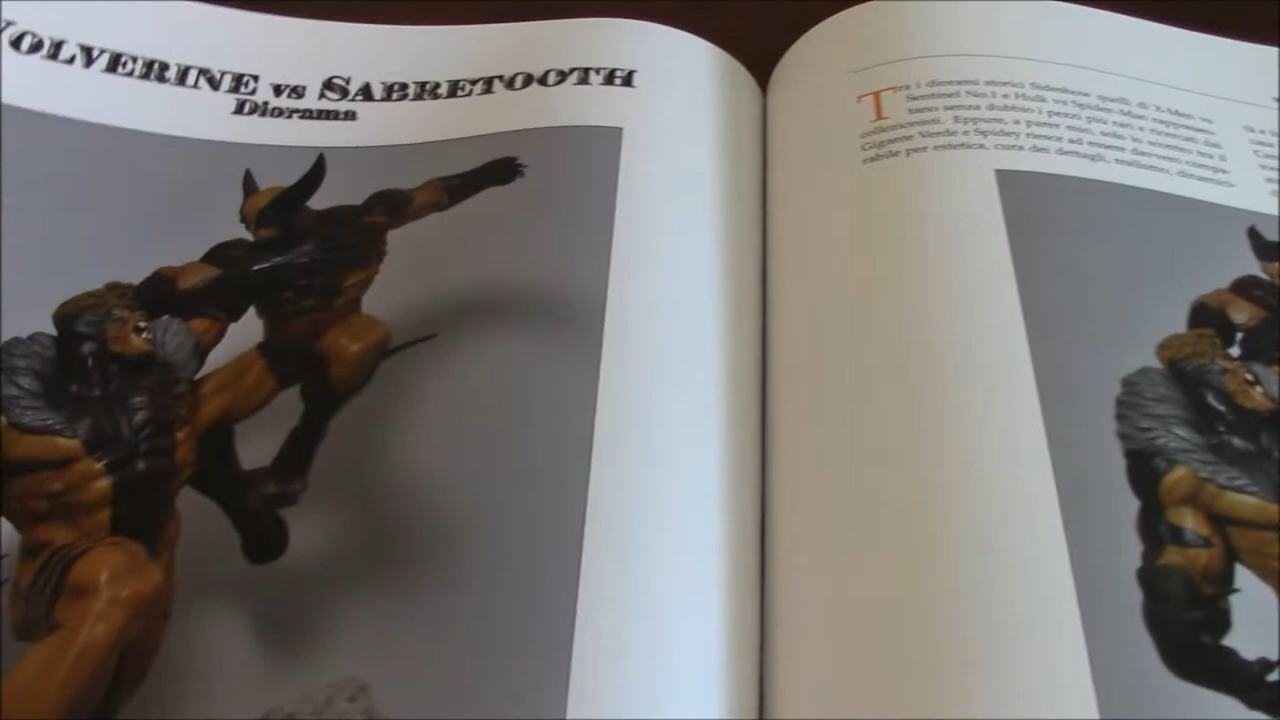 WOLVERINE vs SABRETOOTH
Diorama
Tra i diorami storici Sideshow quelli di X-Men vs
Sentinel No.1 e Hulk vs Spider-Man rappresen-
tano senza dubbio i pezzi più rari e ricercati dai
collezionisti. Eppure, a parer mio, solo lo scontro tra il
Gigante Verde e Spidey riesce ad essere davvero compa-
rabile per estetica, cura dei dettagli, realismo, dinamici-